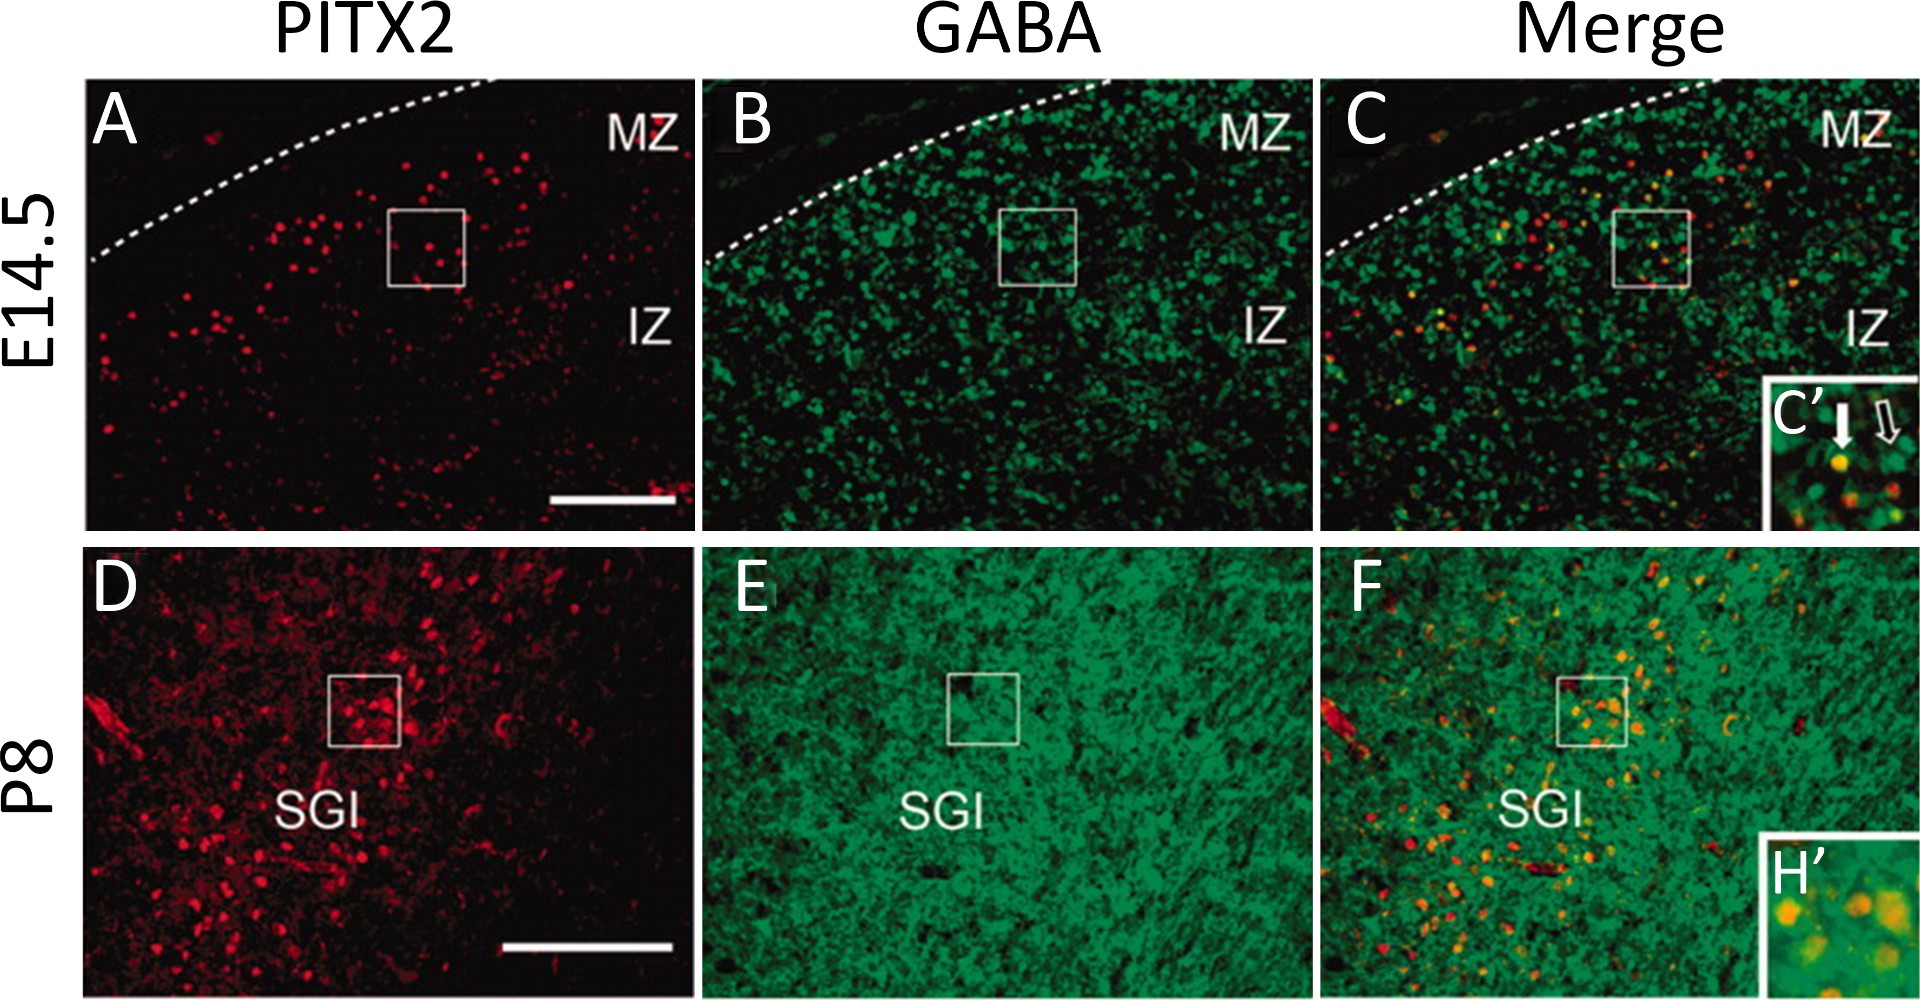 PITX2 GABA Merge
E14.5
A MZ IZ
B MZ IZ
C MZ IZ
C’
P8
D SGI
E SGI
F SGI
H’